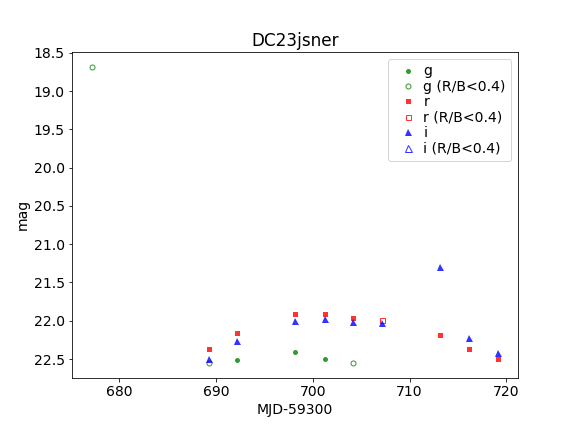 DC23jsner
18.5
19.0
19.5
20.0
20.5
21.0
21.5
22.0
22.5
mag
g
g (R/B<0.4)
r
r (R/B<0.4)
i
i (R/B<0.4)
680
690
700
710
720
MJD-59300